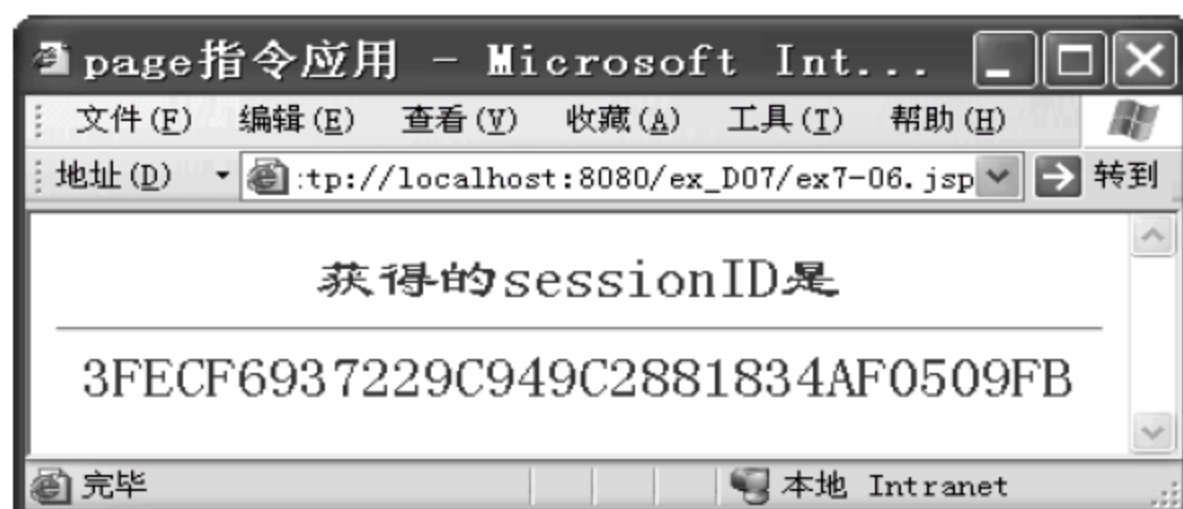 page指令应用 - Microsoft Int...
文件(F) 编辑(E) 查看(V) 收藏(A) 工具(T) 帮助(H)
地址(D) :tp://localhost:8080/ex_D07/ex7-06.jsp 转到
获得的sessionID是
3FECF6937229C949C2881834AF0509FB
完毕 本地 Intranet